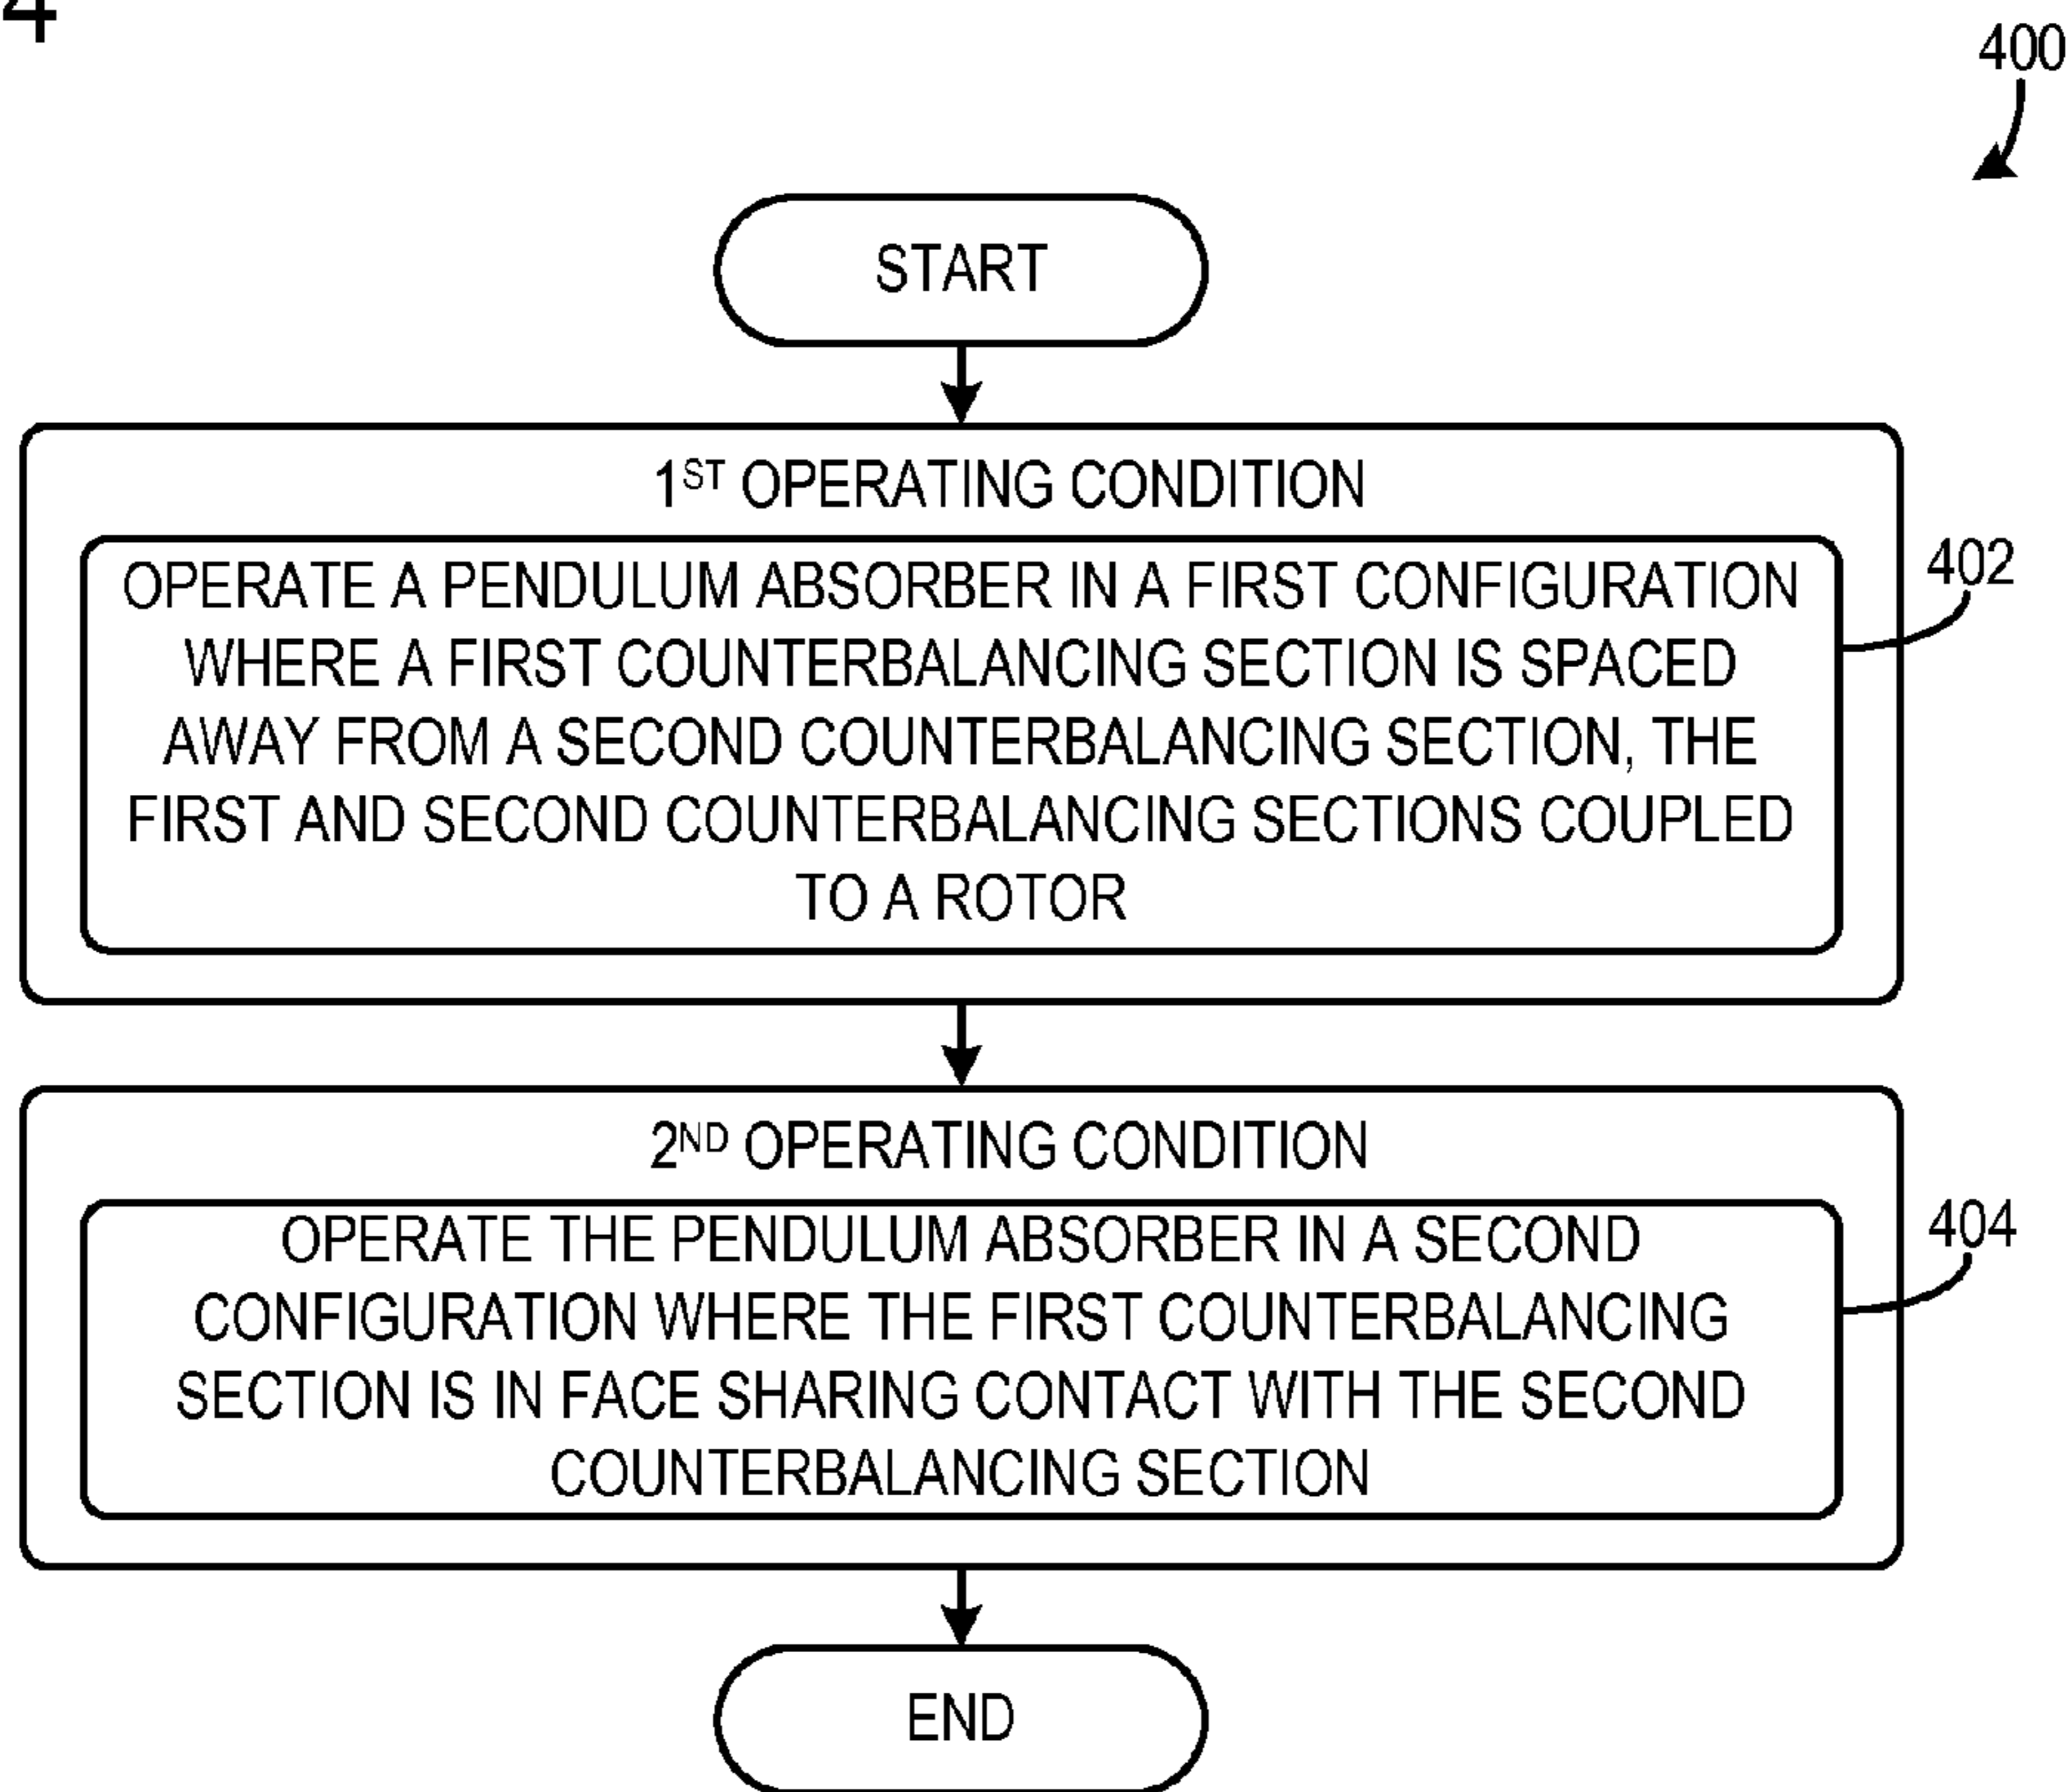 4
400
START
1ST OPERATING CONDITION
OPERATE A PENDULUM ABSORBER IN A FIRST CONFIGURATION
WHERE A FIRST COUNTERBALANCING SECTION IS SPACED
AWAY FROM A SECOND COUNTERBALANCING SECTION, THE
FIRST AND SECOND COUNTERBALANCING SECTIONS COUPLED
TO A ROTOR
402
2ND OPERATING CONDITION
OPERATE THE PENDULUM ABSORBER IN A SECOND
CONFIGURATION WHERE THE FIRST COUNTERBALANCING
SECTION IS IN FACE SHARING CONTACT WITH THE SECOND
COUNTERBALANCING SECTION
404
END